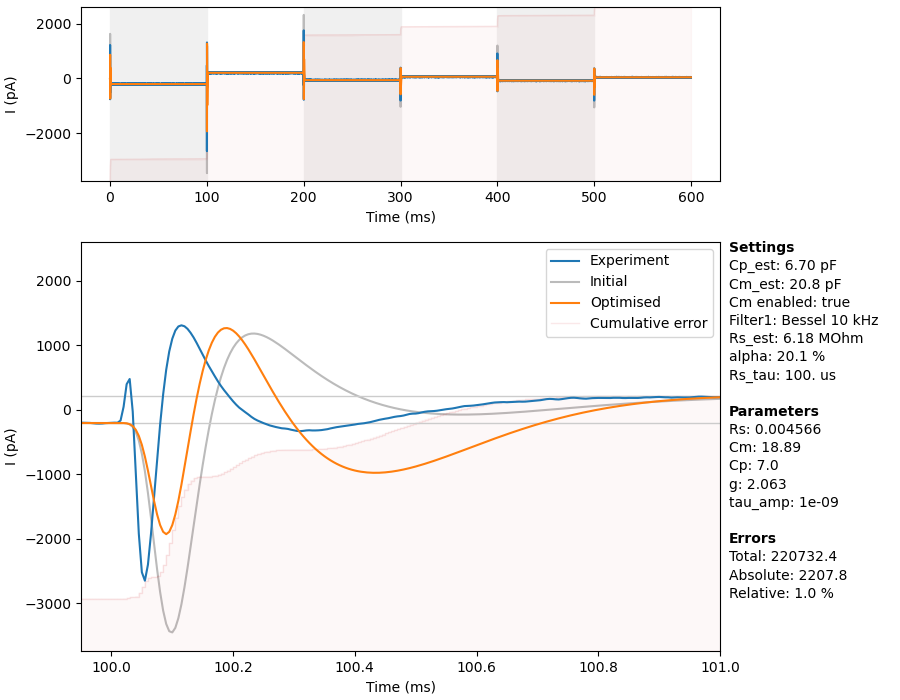 2000
0
−2000
I (pA)
0 100 200 300 400 500 600
Time (ms)
2000
1000
0
−1000
−2000
−3000
I (pA)
100.0 100.2 100.4 100.6 100.8 101.0
Time (ms)
Experiment
Initial
Optimised
Cumulative error
Settings
Cp_est: 6.70 pF
Cm_est: 20.8 pF
Cm enabled: true
Filter1: Bessel 10 kHz
Rs_est: 6.18 MOhm
alpha: 20.1 %
Rs_tau: 100. us
Parameters
Rs: 0.004566
Cm: 18.89
Cp: 7.0
g: 2.063
tau_amp: 1e-09
Errors
Total: 220732.4
Absolute: 2207.8
Relative: 1.0 %